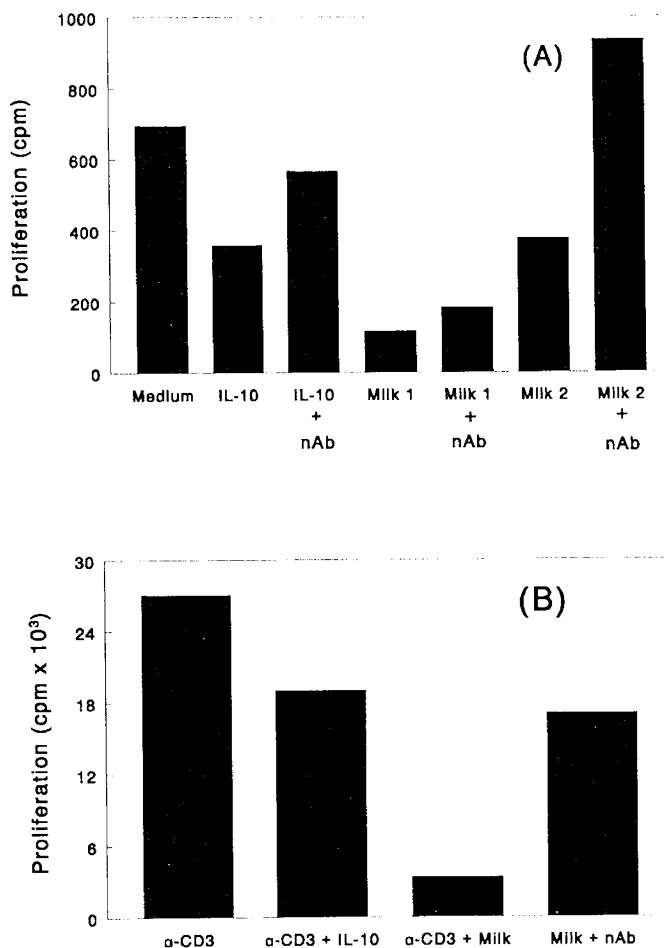 1000
(A)
800
600
400
200
0
Proliferation (cpm)
Medium IL-10 IL-10 Milk 1 Milk 1 Milk 2 Milk 2
+ + +
nAb nAb nAb
30
(B)
24
18
12
6
0
Proliferation (cpm x 10³)
α-CD3 α-CD3 + IL-10 α-CD3 + Milk Milk + nAb